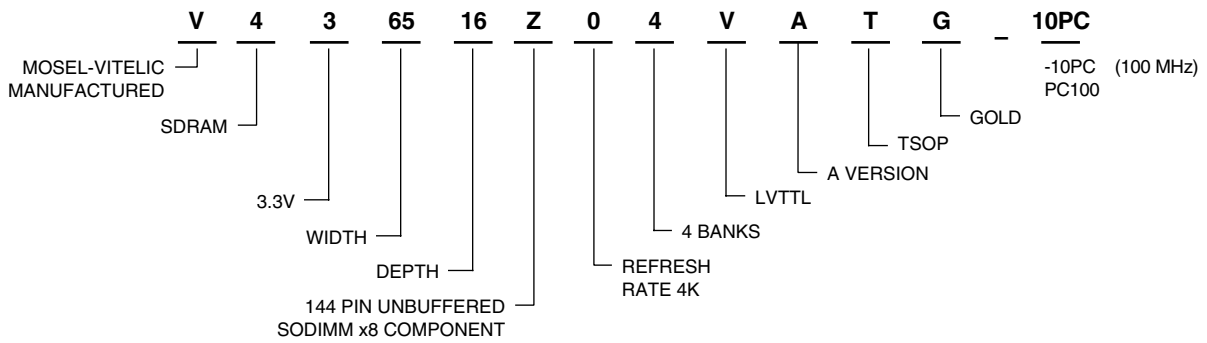 V 4 3 65 16 Z 0 4 V A T G – 10PC
MOSEL-VITELIC
MANUFACTURED
-10PC (100 MHz)
PC100
GOLD
SDRAM
TSOP
A VERSION
3.3V
LVTTL
WIDTH
4 BANKS
DEPTH
REFRESH
RATE 4K
144 PIN UNBUFFERED
SODIMM x8 COMPONENT